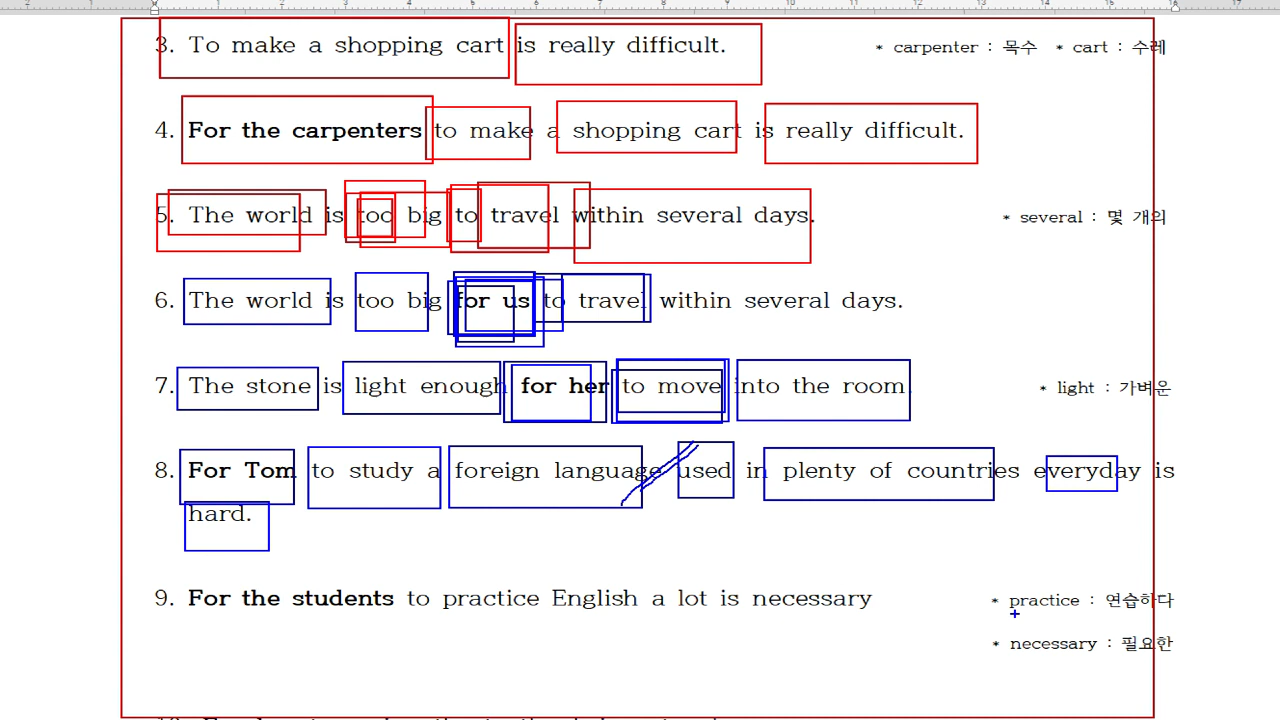 3. To make a shopping cart is really difficult. * carpenter : 목수 * cart : 수레
4. For the carpenters to make a shopping cart is really difficult.
5. The world is too big to travel within several days. * several : 몇 개의
6. The world is too big for us to travel within several days.
7. The stone is light enough for her to move into the room. * light : 가벼운
8. For Tom to study a foreign language used in plenty of countries everyday is
hard.
9. For the students to practice English a lot is necessary * practice : 연습하다
* necessary : 필요한